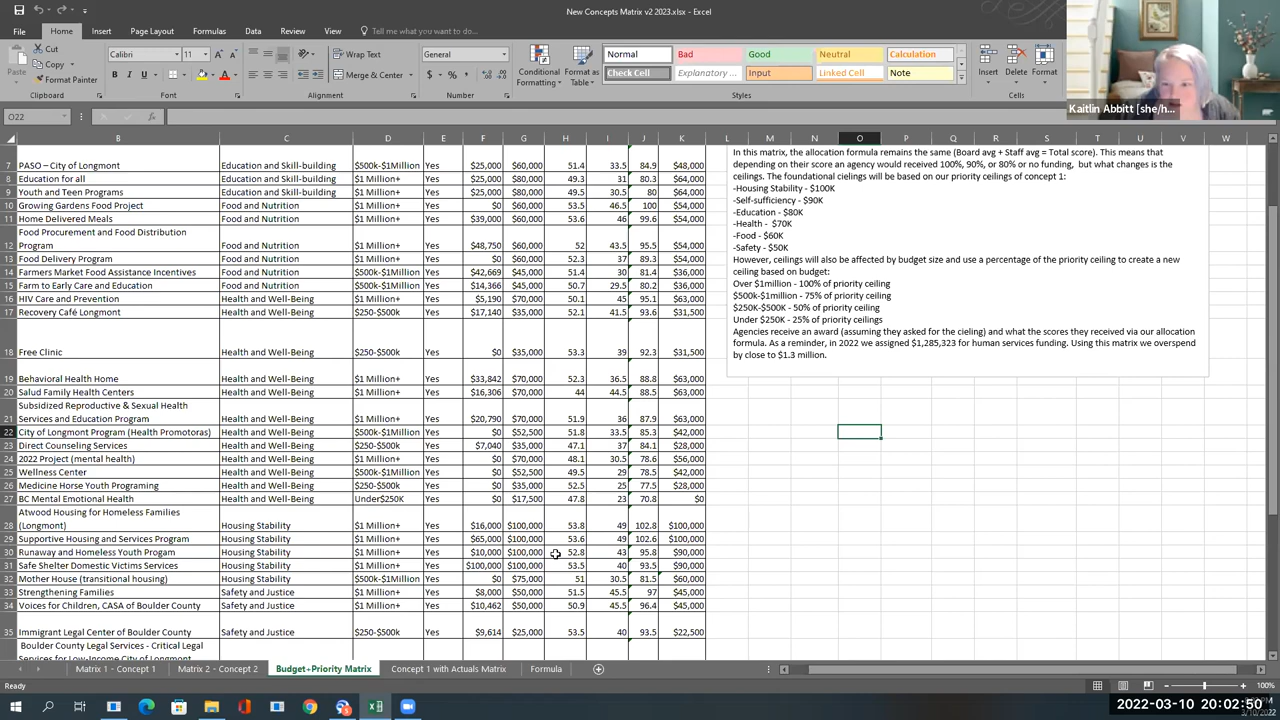 New Concepts Matrix v2 2023.xlsx - Excel
File Home Insert Page Layout Formulas Data Review View Tell me what you want to do...
Cut
Copy
Format Painter
Paste
Clipboard
Calibri 11
B I U
Font
Wrap Text
Merge & Center
Alignment
General
$ % ,
Number
Conditional Formatting
Format as Table
Normal Bad Good Neutral Calculation
Check Cell Explanatory ... Input Linked Cell Note
Styles
Insert Delete Format
Cells
Kaitlin Abbitt [she/h...
O22
B C D E F G H I J K L M N O P Q R S T U V W
7 PASO – City of Longmont Education and Skill-building $500k-$1Million Yes $25,000 $60,000 51.4 33.5 84.9 $48,000
8 Education for all Education and Skill-building $1 Million+ Yes $25,000 $80,000 49.3 31 80.3 $64,000
9 Youth and Teen Programs Education and Skill-building $1 Million+ Yes $25,000 $80,000 49.5 30.5 80 $64,000
10 Growing Gardens Food Project Food and Nutrition $1 Million+ Yes $10,000 $60,000 53.5 46.5 100 $54,000
11 Home Delivered Meals Food and Nutrition $1 Million+ Yes $39,000 $60,000 53.6 46 99.6 $54,000
Food Procurement and Food Distribution
12 Program Food and Nutrition $1 Million+ Yes $48,750 $60,000 52 43.5 95.5 $54,000
13 Food Delivery Program Food and Nutrition $1 Million+ Yes $0 $60,000 52.3 37 89.3 $54,000
14 Farmers Market Food Assistance Incentives Food and Nutrition $500k-$1Million Yes $42,669 $45,000 51.4 30 81.4 $36,000
15 Farm to Early Care and Education Food and Nutrition $500k-$1Million Yes $14,366 $45,000 50.7 29.5 80.2 $36,000
16 HIV Care and Prevention Health and Well-Being $1 Million+ Yes $5,190 $70,000 50.1 45 95.1 $63,000
17 Recovery Café Longmont Health and Well-Being $250-$500k Yes $17,140 $35,000 52.1 41.5 93.6 $31,500
18 Free Clinic Health and Well-Being $250-$500k Yes $0 $35,000 53.3 39 92.3 $31,500
19 Behavioral Health Home Health and Well-Being $1 Million+ Yes $33,842 $70,000 52.3 36.5 88.8 $63,000
20 Salud Family Health Centers Health and Well-Being $1 Million+ Yes $16,306 $70,000 44 44.5 88.5 $63,000
Subsidized Reproductive & Sexual Health
21 Services and Education Program Health and Well-Being $1 Million+ Yes $20,790 $70,000 51.9 36 87.9 $63,000
22 City of Longmont Program (Health Promotoras) Health and Well-Being $500k-$1Million Yes $0 $52,500 51.8 33.5 85.3 $42,000
23 Direct Counseling Services Health and Well-Being $250-$500k Yes $7,040 $35,000 47.1 37 84.1 $28,000
24 2022 Project (mental health) Health and Well-Being $1 Million+ Yes $0 $70,000 48.1 30.5 78.6 $56,000
25 Wellness Center Health and Well-Being $500k-$1Million Yes $0 $52,500 49.5 29 78.5 $42,000
26 Medicine Horse Youth Programing Health and Well-Being $250-$500k Yes $0 $35,000 52.5 25 77.5 $28,000
27 BC Mental Emotional Health Health and Well-Being Under$250K Yes $0 $17,500 47.8 23 70.8 $0
Atwood Housing for Homeless Families
28 (Longmont) Housing Stability $1 Million+ Yes $16,000 $100,000 53.8 49 102.8 $100,000
29 Supportive Housing and Services Program Housing Stability $1 Million+ Yes $65,000 $100,000 53.6 49 102.6 $100,000
30 Runaway and Homeless Youth Progam Housing Stability $1 Million+ Yes $10,000 $100,000 52.8 43 95.8 $90,000
31 Safe Shelter Domestic Victims Services Housing Stability $1 Million+ Yes $100,000 $100,000 53.5 40 93.5 $90,000
32 Mother House (transitional housing) Housing Stability $500k-$1Million Yes $0 $75,000 51 30.5 81.5 $60,000
33 Strengthening Families Safety and Justice $1 Million+ Yes $8,000 $50,000 51.5 45.5 97 $45,000
34 Voices for Children, CASA of Boulder County Safety and Justice $1 Million+ Yes $10,462 $50,000 50.9 45.5 96.4 $45,000
35 Immigrant Legal Center of Boulder County Safety and Justice $250-$500k Yes $9,614 $25,000 53.5 40 93.5 $22,500
Boulder County Legal Services - Critical Legal
Services for Low-Income City of Longmont
In this matrix, the allocation formula remains the same (Board avg + Staff avg = Total score). This means that
depending on their score an agency would received 100%, 90%, or 80% or no funding, but what changes is the
ceilings. The foundational cielings will be based on our priority ceilings of concept 1:
-Housing Stability - $100K
-Self-sufficiency - $90K
-Education - $80K
-Health - $70K
-Food - $60K
-Safety - $50K
However, ceilings will also be affected by budget size and use a percentage of the priority ceiling to create a new
ceiling based on budget:
Over $1million - 100% of priority ceiling
$500k-$1million - 75% of priority ceiling
$250K-$500K - 50% of priority ceiling
Under $250K - 25% of priority ceilings
Agencies receive an award (assuming they asked for the cieling) and what the scores they received via our allocation
formula. As a reminder, in 2022 we assigned $1,285,323 for human services funding. Using this matrix we overspend
by close to $1.3 million.
Matrix 1 - Concept 1 Matrix 2 - Concept 2 Budget+Priority Matrix Concept 1 with Actuals Matrix Formula
Ready
100%
2022-03-10 20:02:50